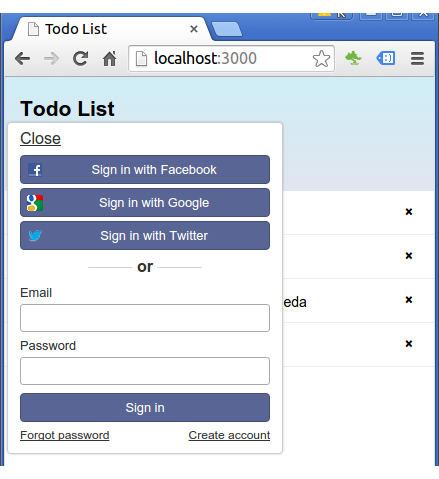 Todo List
localhost:3000
Todo List
Close
Sign in with Facebook
Sign in with Google
Sign in with Twitter
or
Email
eda
Password
Sign in
Forgot password Create account